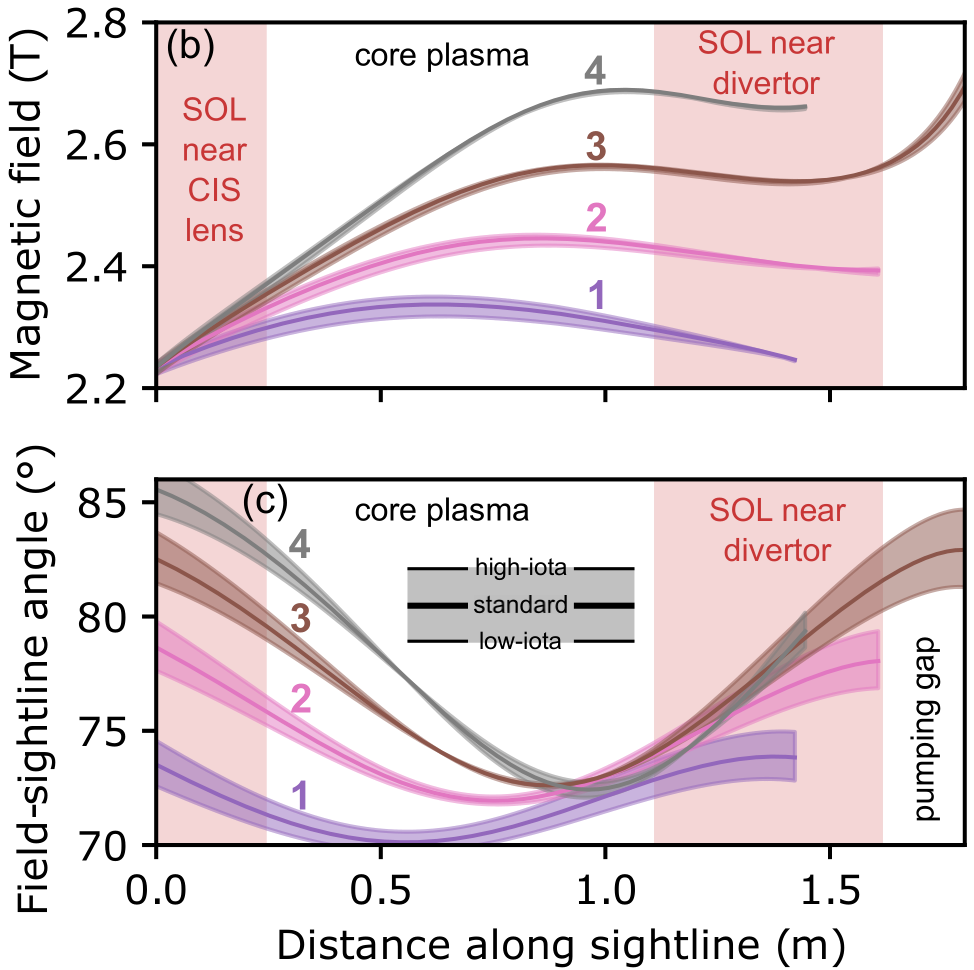 2.8
2.6
2.4
2.2
Magnetic field (T)
(b)
core plasma
SOL near
divertor
SOL
near
CIS
lens
4
3
2
1
85
80
75
70
Field-sightline angle (°)
(c)
core plasma
SOL near
divertor
high-iota
standard
low-iota
4
3
2
1
pumping gap
0.0
0.5
1.0
1.5
Distance along sightline (m)